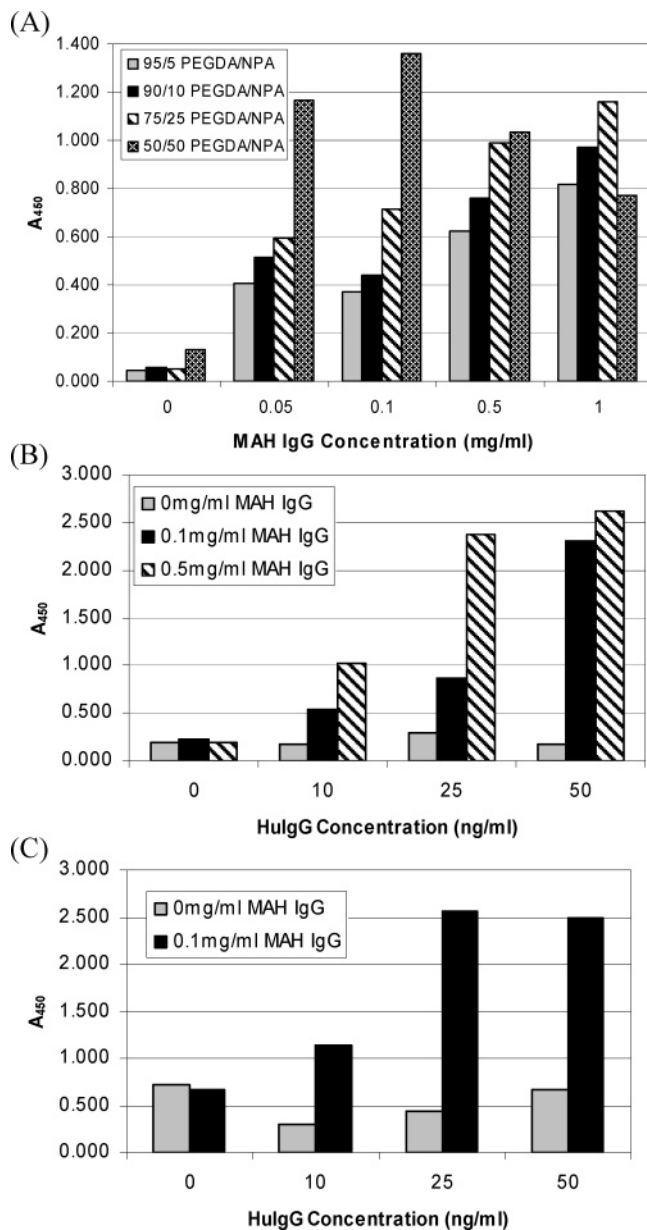 (A)
1.400
1.200
1.000
0.800
0.600
0.400
0.200
0.000
A450
95/5 PEGDA/NPA
90/10 PEGDA/NPA
75/25 PEGDA/NPA
50/50 PEGDA/NPA
0 0.05 0.1 0.5 1
MAH IgG Concentration (mg/ml)
(B)
3.000
2.500
2.000
1.500
1.000
0.500
0.000
A450
0mg/ml MAH IgG
0.1mg/ml MAH IgG
0.5mg/ml MAH IgG
0 10 25 50
HuIgG Concentration (ng/ml)
(C)
3.000
2.500
2.000
1.500
1.000
0.500
0.000
A450
0mg/ml MAH IgG
0.1mg/ml MAH IgG
0 10 25 50
HuIgG Concentration (ng/ml)